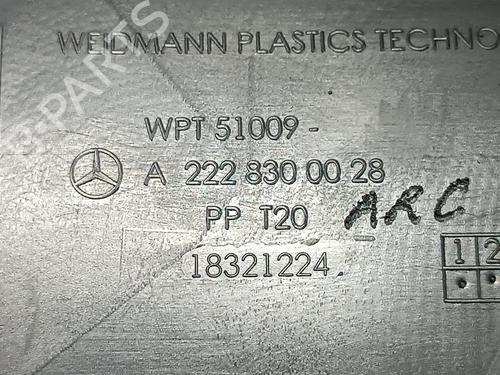 WEIDMANN PLASTICS TECHNO
WPT 51009 -
A 222 830 00 28
PP T20
ARC
18321224
1 2